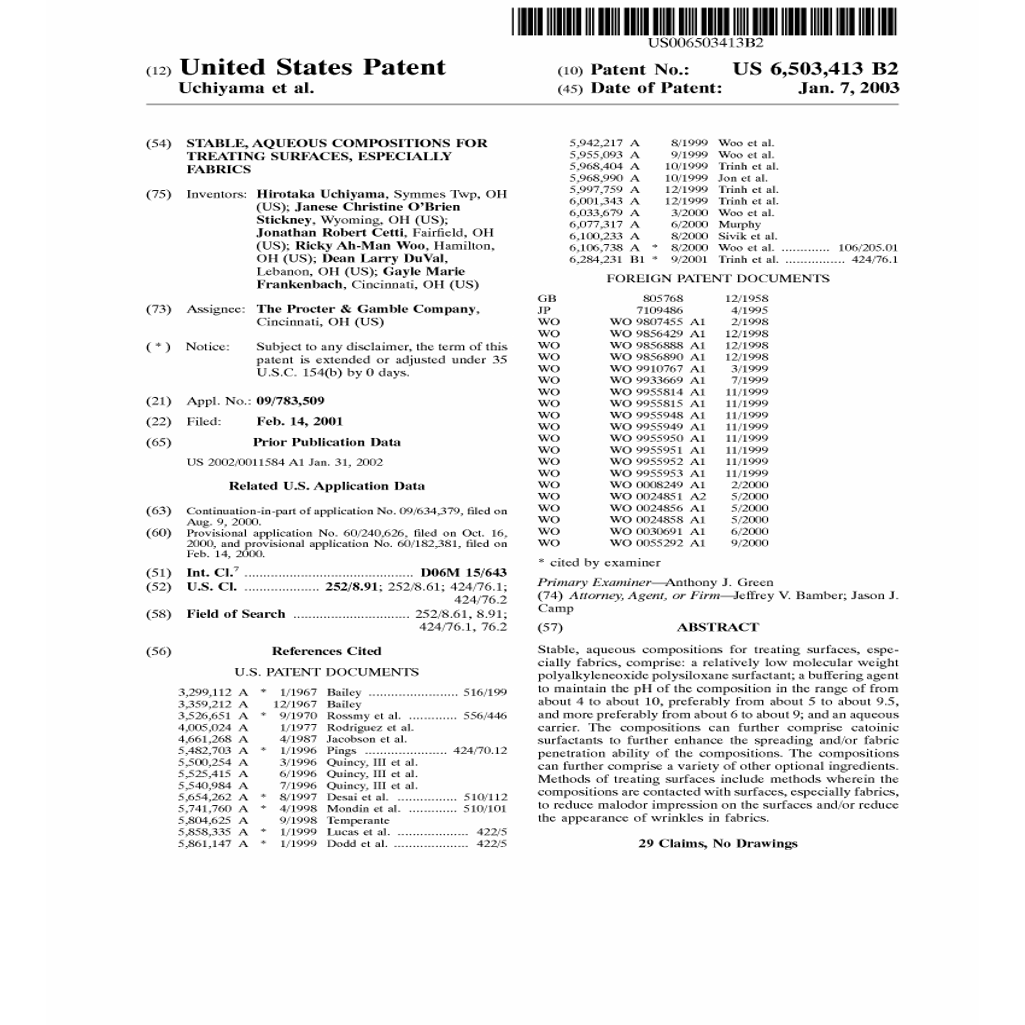 US006503413B2
(12) United States Patent
Uchiyama et al.
(10) Patent No.: US 6,503,413 B2
(45) Date of Patent: Jan. 7, 2003
(54) STABLE, AQUEOUS COMPOSITIONS FOR
TREATING SURFACES, ESPECIALLY
FABRICS
(75) Inventors: Hirotaka Uchiyama, Symmes Twp, OH
(US); Janese Christine O'Brien
Stickney, Wyoming, OH (US);
Jonathan Robert Cetti, Fairfield, OH
(US); Ricky Ah-Man Woo, Hamilton,
OH (US); Dean Larry DuVal,
Lebanon, OH (US); Gayle Marie
Frankenbach, Cincinnati, OH (US)
(73) Assignee: The Procter & Gamble Company,
Cincinnati, OH (US)
( * ) Notice: Subject to any disclaimer, the term of this
patent is extended or adjusted under 35
U.S.C. 154(b) by 0 days.
(21) Appl. No.: 09/783,509
(22) Filed: Feb. 14, 2001
(65) Prior Publication Data
US 2002/0011584 A1 Jan. 31, 2002
Related U.S. Application Data
(63) Continuation-in-part of application No. 09/634,379, filed on
Aug. 9, 2000.
(60) Provisional application No. 60/240,626, filed on Oct. 16,
2000, and provisional application No. 60/182,381, filed on
Feb. 14, 2000.
(51) Int. Cl.7 .......................................... D06M 15/643
(52) U.S. Cl. ................... 252/8.91; 252/8.61; 424/76.1;
424/76.2
(58) Field of Search ............................. 252/8.61, 8.91;
424/76.1, 76.2
(56) References Cited
U.S. PATENT DOCUMENTS
3,299,112 A * 1/1967 Bailey ........................ 516/199
3,359,212 A 12/1967 Bailey
3,526,651 A * 9/1970 Rossmy et al. ............. 556/446
4,005,024 A 1/1977 Rodriguez et al.
4,661,268 A 4/1987 Jacobson et al.
5,482,703 A * 1/1996 Pings ...................... 424/70.12
5,500,254 A 3/1996 Quincy, III et al.
5,525,415 A 6/1996 Quincy, III et al.
5,540,984 A 7/1996 Quincy, III et al.
5,654,262 A * 8/1997 Desai et al. ................ 510/112
5,741,760 A * 4/1998 Mondin et al. ............. 510/101
5,804,625 A 9/1998 Temperante
5,858,335 A * 1/1999 Lucas et al. ................... 422/5
5,861,147 A * 1/1999 Dodd et al. .................... 422/5
5,942,217 A 8/1999 Woo et al.
5,955,093 A 9/1999 Woo et al.
5,968,404 A 10/1999 Trinh et al.
5,968,990 A 10/1999 Jon et al.
5,997,759 A 12/1999 Trinh et al.
6,001,343 A 12/1999 Trinh et al.
6,033,679 A 3/2000 Woo et al.
6,077,317 A 6/2000 Murphy
6,100,233 A 8/2000 Sivik et al.
6,106,738 A * 8/2000 Woo et al. ............. 106/205.01
6,284,231 B1 * 9/2001 Trinh et al. ................ 424/76.1
FOREIGN PATENT DOCUMENTS
GB 805768 12/1958
JP 7109486 4/1995
WO WO 9807455 A1 2/1998
WO WO 9856429 A1 12/1998
WO WO 9856888 A1 12/1998
WO WO 9856890 A1 12/1998
WO WO 9910767 A1 3/1999
WO WO 9933669 A1 7/1999
WO WO 9955814 A1 11/1999
WO WO 9955815 A1 11/1999
WO WO 9955948 A1 11/1999
WO WO 9955949 A1 11/1999
WO WO 9955950 A1 11/1999
WO WO 9955951 A1 11/1999
WO WO 9955952 A1 11/1999
WO WO 9955953 A1 11/1999
WO WO 0008249 A1 2/2000
WO WO 0024851 A2 5/2000
WO WO 0024856 A1 5/2000
WO WO 0024858 A1 5/2000
WO WO 0030691 A1 6/2000
WO WO 0055292 A1 9/2000
* cited by examiner
Primary Examiner—Anthony J. Green
(74) Attorney, Agent, or Firm—Jeffrey V. Bamber; Jason J.
Camp
(57) ABSTRACT
Stable, aqueous compositions for treating surfaces, espe-
cially fabrics, comprise: a relatively low molecular weight
polyalkyleneoxide polysiloxane surfactant; a buffering agent
to maintain the pH of the composition in the range of from
about 4 to about 10, preferably from about 5 to about 9.5,
and more preferably from about 6 to about 9; and an aqueous
carrier. The compositions can further comprise catoinic
surfactants to further enhance the spreading and/or fabric
penetration ability of the compositions. The compositions
can further comprise a variety of other optional ingredients.
Methods of treating surfaces include methods wherein the
compositions are contacted with surfaces, especially fabrics,
to reduce malodor impression on the surfaces and/or reduce
the appearance of wrinkles in fabrics.
29 Claims, No Drawings